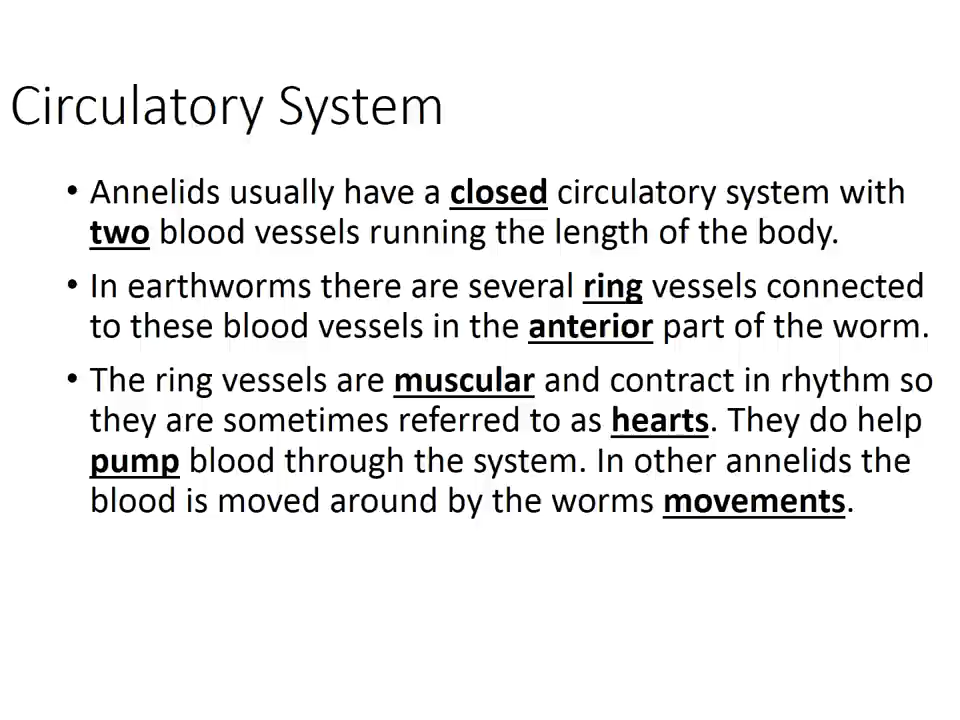 Circulatory System
• Annelids usually have a closed circulatory system with
two blood vessels running the length of the body.
• In earthworms there are several ring vessels connected
to these blood vessels in the anterior part of the worm.
• The ring vessels are muscular and contract in rhythm so
they are sometimes referred to as hearts. They do help
pump blood through the system. In other annelids the
blood is moved around by the worms movements.